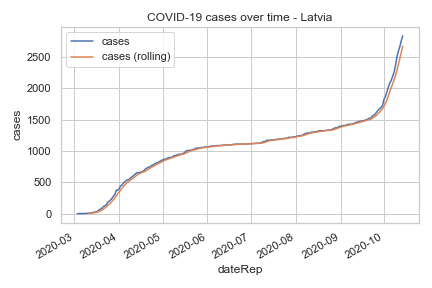 COVID-19 cases over time - Latvia
cases
cases (rolling)
2500
2000
1500
1000
500
0
cases
2020-03
2020-04
2020-05
2020-06
2020-07
2020-08
2020-09
2020-10
dateRep